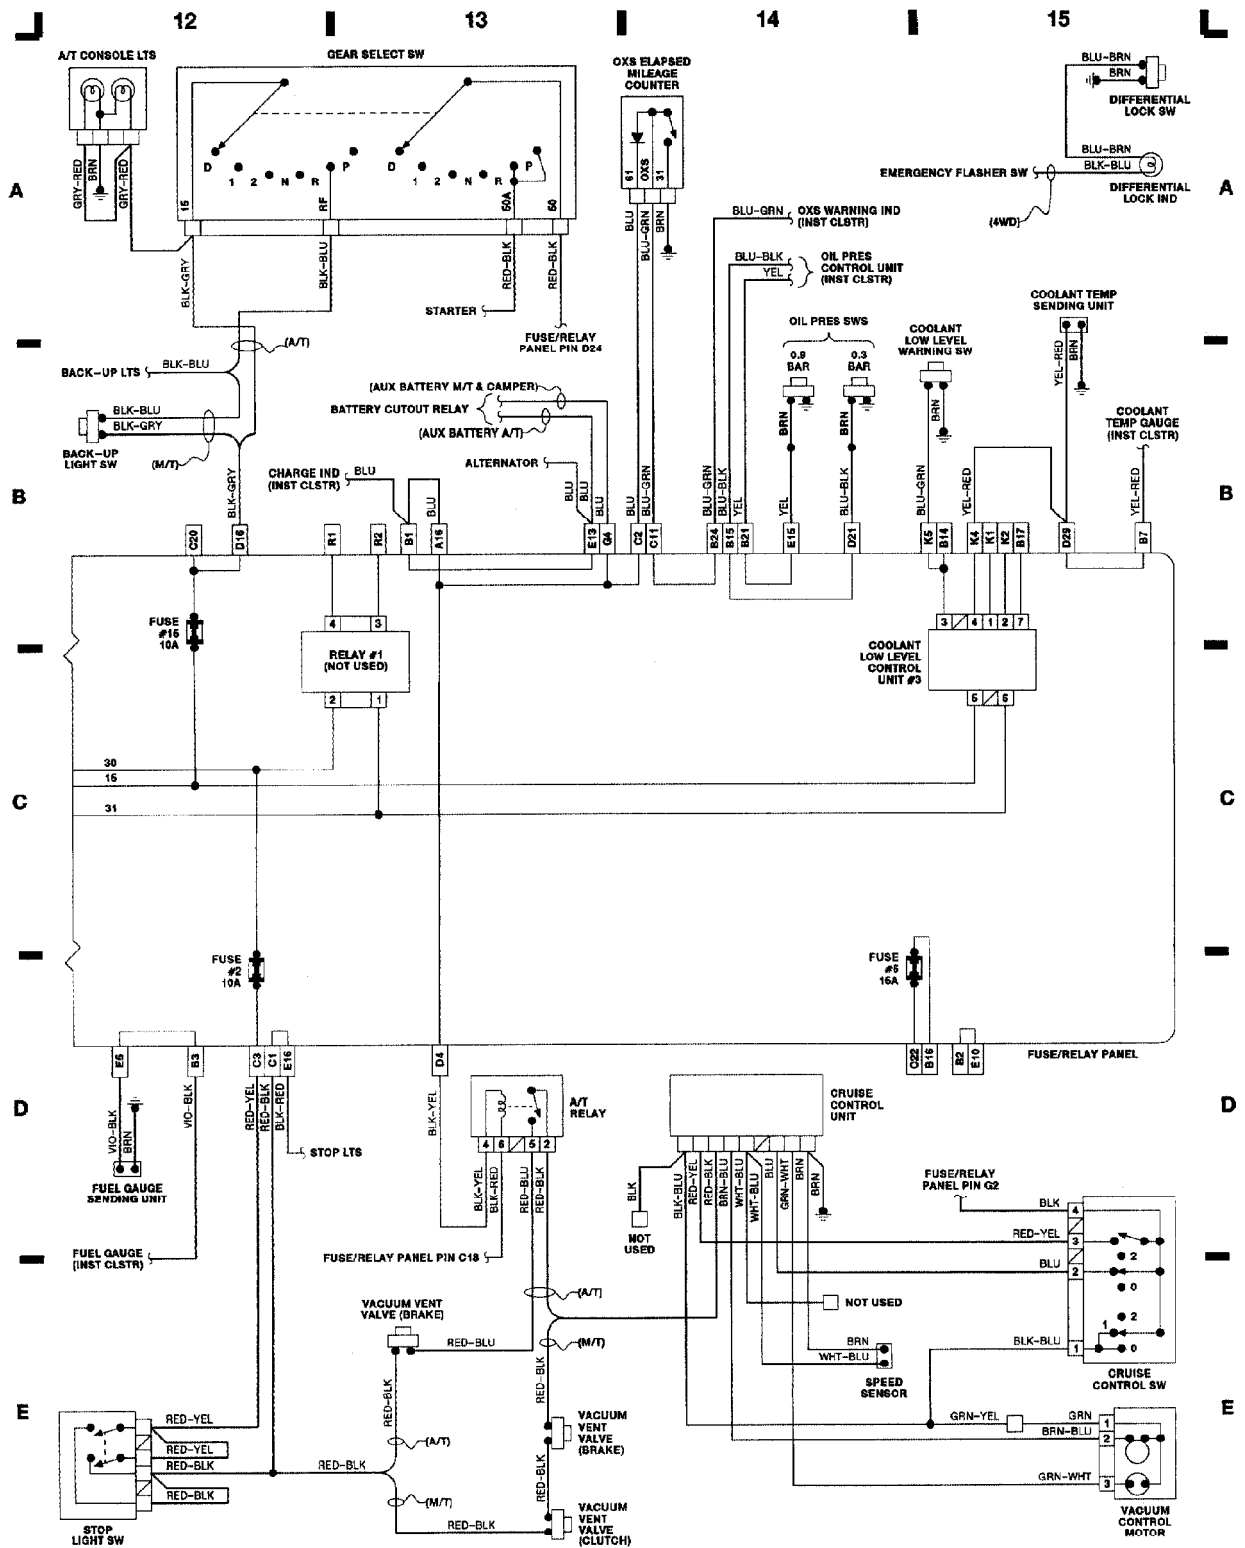 12
13
14
15
A/T CONSOLE LTS
GEAR SELECT SW
OXS ELAPSED
MILEAGE
COUNTER
BLU-BRN
BRN
DIFFERENTIAL
LOCK SW
BLU-BRN
BLK-BLU
DIFFERENTIAL
LOCK IND
EMERGENCY FLASHER SW
(4WD)
A
A
D
1
2
N
R
P
D
1
2
N
R
P
15
RF
50A
50
61
OXS
31
GRY-RED
BRN
GRY-RED
BLK-GRY
BLK-BLU
RED-BLK
RED-BLK
BLU
BLU-GRN
BRN
BLU-GRN
OXS WARNING IND
(INST CLSTR)
BLU-BLK
YEL
OIL PRES
CONTROL UNIT
(INST CLSTR)
STARTER
FUSE/RELAY
PANEL PIN D24
(A/T)
OIL PRES SWS
0.9
BAR
0.3
BAR
COOLANT
LOW LEVEL
WARNING SW
COOLANT TEMP
SENDING UNIT
YEL-RED
BRN
BACK-UP LTS
BLK-BLU
BLK-BLU
BLK-GRY
BACK-UP
LIGHT SW
(M/T)
(AUX BATTERY M/T & CAMPER)
BATTERY CUTOUT RELAY
(AUX BATTERY A/T)
ALTERNATOR
CHARGE IND
(INST CLSTR)
BLU
BRN
BRN
BRN
COOLANT
TEMP GAUGE
(INST CLSTR)
B
B
BLK-GRY
BLU
BLU
BLU
BLU
BLU
BLU-GRN
BLU-GRN
BLU-BLK
YEL
YEL
BLU-BLK
BLU-GRN
YEL-RED
YEL-RED
C20
D16
R1
R2
B1
A16
E13
G4
C2
C11
B24
B15
B21
E15
D21
K5
B14
K4
K1
K2
B17
D29
B7
FUSE
#15
10A
4
3
RELAY #1
(NOT USED)
2
1
3
4
1
2
7
COOLANT
LOW LEVEL
CONTROL
UNIT #3
5
6
30
15
31
C
C
FUSE
#2
10A
FUSE
#5
15A
E5
B3
C3
C1
E16
D4
C22
B16
B2
E10
FUSE/RELAY PANEL
D
D
VIO-BLK
BRN
VIO-BLK
RED-YEL
RED-BLK
BLK-RED
STOP LTS
BLK-YEL
A/T
RELAY
4
6
5
2
BLK-YEL
BLK-RED
RED-BLU
RED-BLK
CRUISE
CONTROL
UNIT
BLK
BLK-BLU
RED-YEL
RED-BLK
BRN-BLU
WHT-BLU
WHT-BLU
BLU
GRN-WHT
BRN
BRN
NOT
USED
FUSE/RELAY
PANEL PIN G2
BLK
4
RED-YEL
3
BLU
2
BLK-BLU
1
2
0
1
2
0
CRUISE
CONTROL SW
FUEL GAUGE
SENDING UNIT
FUEL GAUGE
(INST CLSTR)
FUSE/RELAY PANEL PIN C18
(A/T)
(M/T)
VACUUM VENT
VALVE (BRAKE)
RED-BLU
NOT USED
BRN
WHT-BLU
SPEED
SENSOR
E
E
RED-BLK
RED-BLK
RED-YEL
RED-YEL
RED-BLK
RED-BLK
STOP
LIGHT SW
RED-BLK
(A/T)
(M/T)
RED-BLK
RED-BLK
VACUUM
VENT
VALVE
(BRAKE)
VACUUM
VENT
VALVE
(CLUTCH)
GRN-YEL
GRN
1
BRN-BLU
2
GRN-WHT
3
VACUUM
CONTROL
MOTOR